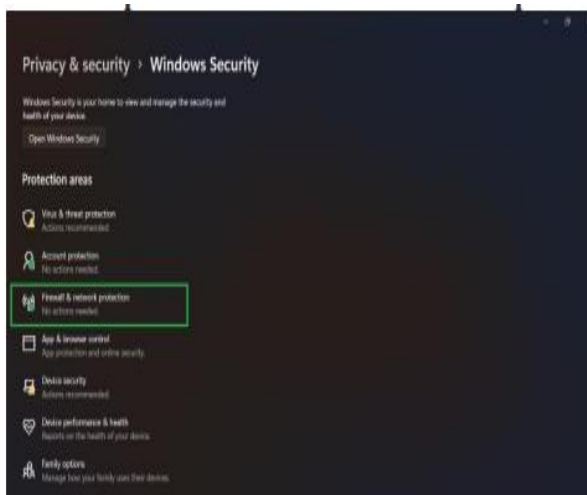 Privacy & security > Windows Security
Windows Security is your home to view and manage the security and
health of your device.
Open Windows Security
Protection areas
Virus & threat protection
Actions recommended.
Account protection
No actions needed.
Firewall & network protection
No actions needed.
App & browser control
App protection and online security.
Device security
Actions recommended.
Device performance & health
Reports on the health of your device.
Family options
Manage how your family uses their devices.